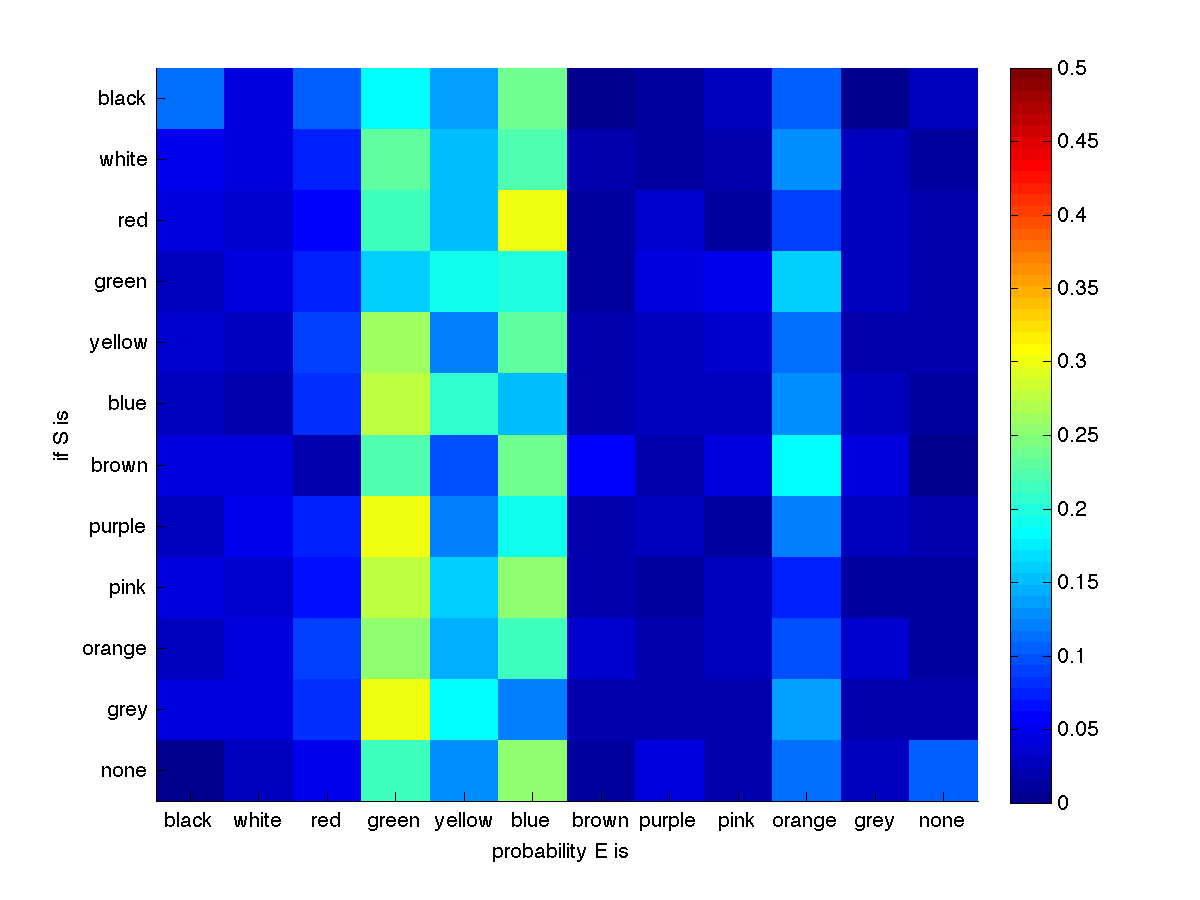 black
white
red
green
yellow
blue
brown
purple
pink
orange
grey
none
if S is
black white red green yellow blue brown purple pink orange grey none
probability E is
0.5
0.45
0.4
0.35
0.3
0.25
0.2
0.15
0.1
0.05
0